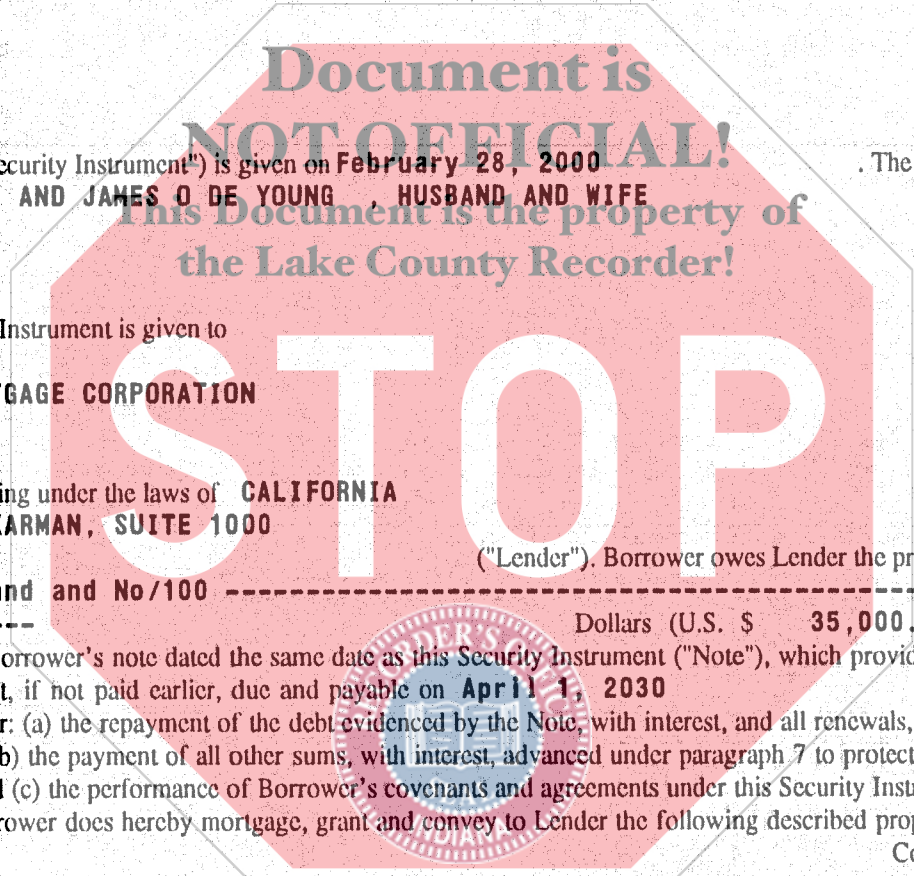 Document is
NOT OFFICIAL!
ecurity Instrument") is given on February 28, 2000 . The
AND JAMES O DE YOUNG , HUSBAND AND WIFE
This Document is the property of
the Lake County Recorder!
Instrument is given to
GAGE CORPORATION
STOP
ing under the laws of CALIFORNIA
ARMAN, SUITE 1000
("Lender"). Borrower owes Lender the pr
nd and No/100 ------------------------------------------------
--- Dollars (U.S. $ 35,000.
orrower's note dated the same date as this Security Instrument ("Note"), which provid
t, if not paid earlier, due and payable on April 1, 2030
r: (a) the repayment of the debt evidenced by the Note, with interest, and all renewals,
b) the payment of all other sums, with interest, advanced under paragraph 7 to protect
(c) the performance of Borrower's covenants and agreements under this Security Inst
rower does hereby mortgage, grant and convey to Lender the following described prop
Co
DER'S OFFIC
INDIANA